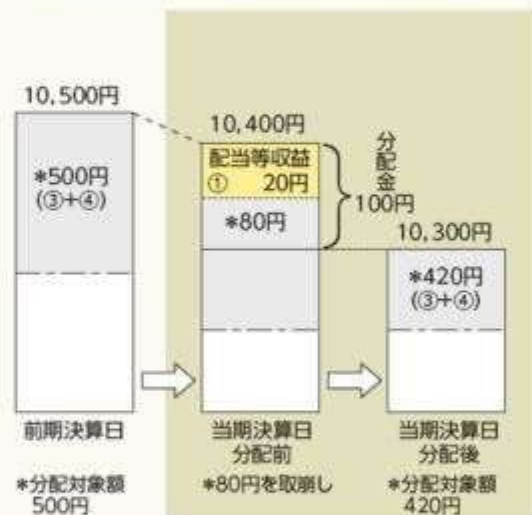 10,500円
*500円
(③+④)
前期決算日
*分配対象額
500円
10,400円
配当等収益
① 20円
*80円
分配金
100円
当期決算日
分配前
*80円を取崩し
10,300円
*420円
(③+④)
当期決算日
分配後
*分配対象額
420円